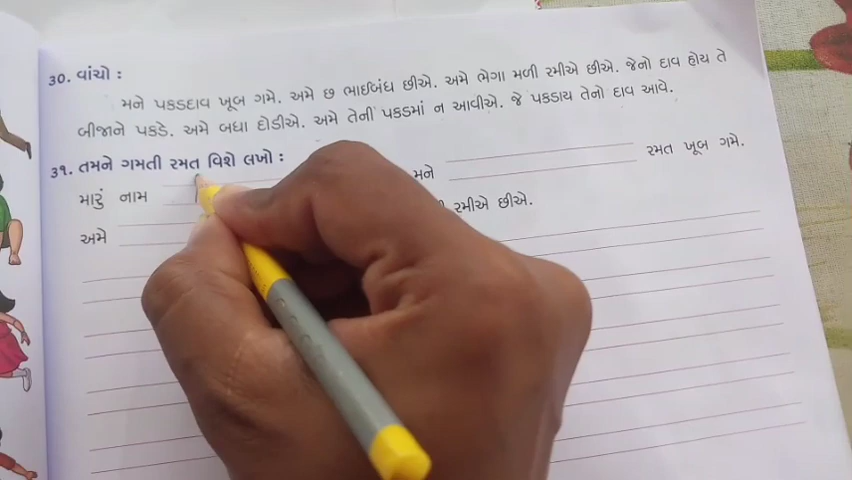 ૩૦. વાંચો :
મને પકડદાવ ખૂબ ગમે. અમે છ ભાઈબંધ છીએ. અમે ભેગા મળી રમીએ છીએ. જેનો દાવ હોય તે
બીજાને પકડે. અમે બધા દોડીએ. અમે તેની પકડમાં ન આવીએ. જે પકડાય તેનો દાવ આવે.
૩૧. તમને ગમતી રમત વિશે લખો :
મારું નામ મને રમત ખૂબ ગમે.
અમે રમીએ છીએ.